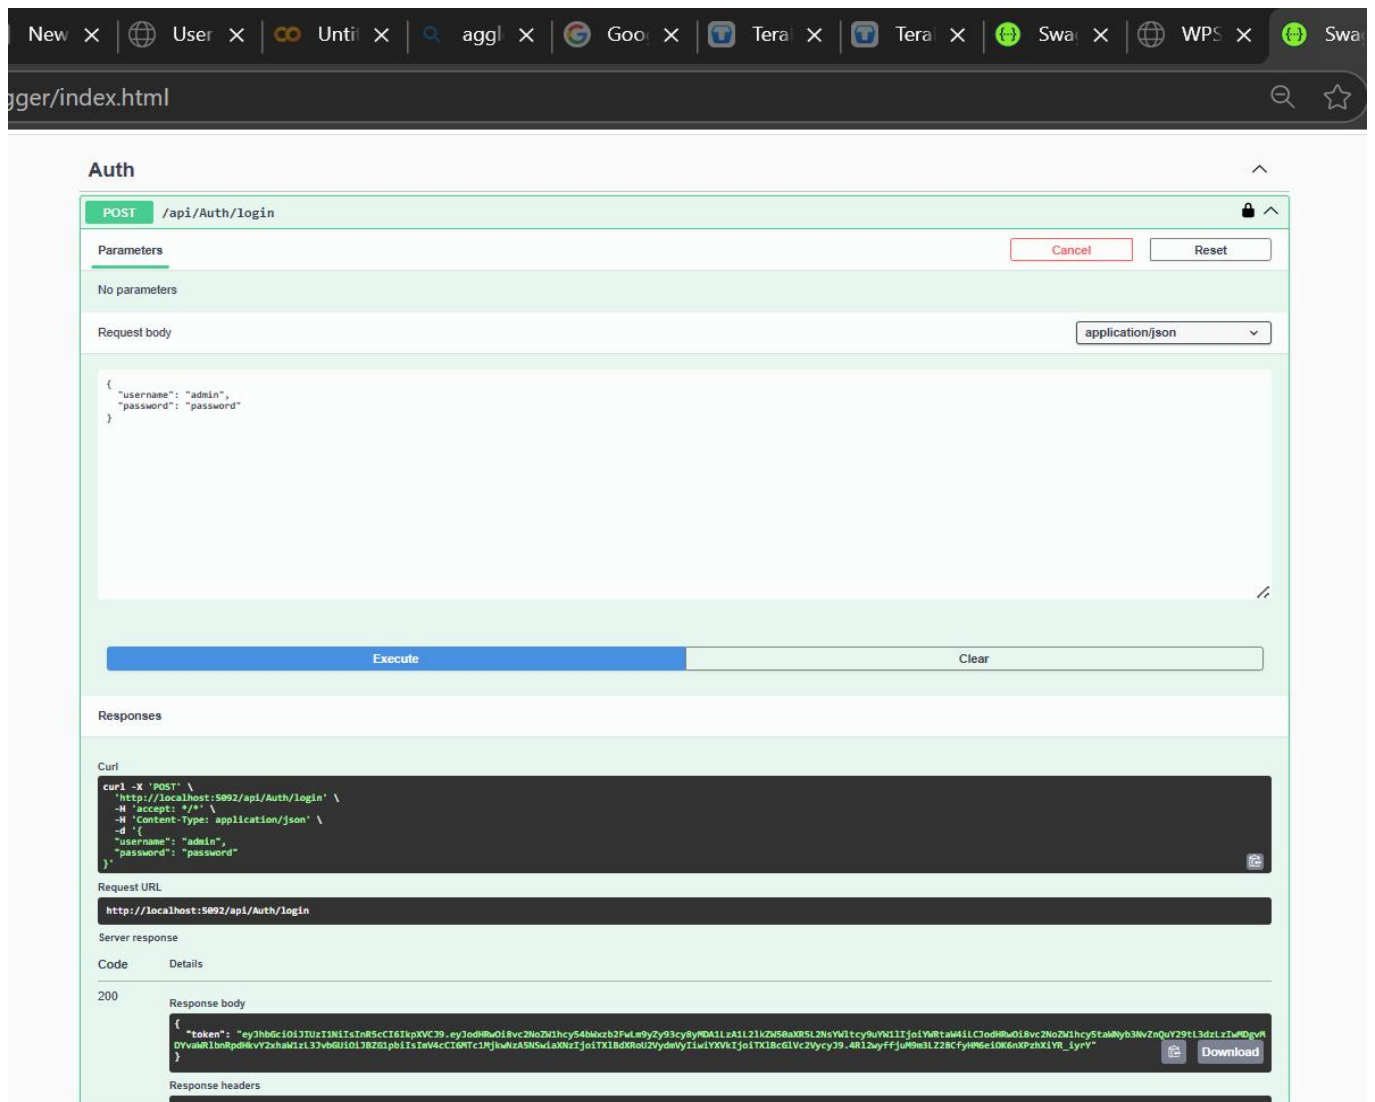 New User Unti aggl Goo Tera Tera Swa WPS Swa
gger/index.html
Auth
POST /api/Auth/login
Parameters Cancel Reset
No parameters
Request body application/json
{
"username": "admin",
"password": "password"
}
Execute Clear
Responses
Curl
curl -X 'POST' \
'http://localhost:5092/api/Auth/login' \
-H 'accept: */*' \
-H 'Content-Type: application/json' \
-d '{
"username": "admin",
"password": "password"
}'
Request URL
http://localhost:5092/api/Auth/login
Server response
Code Details
200
Response body
{
"token":
}
Download
Response headers